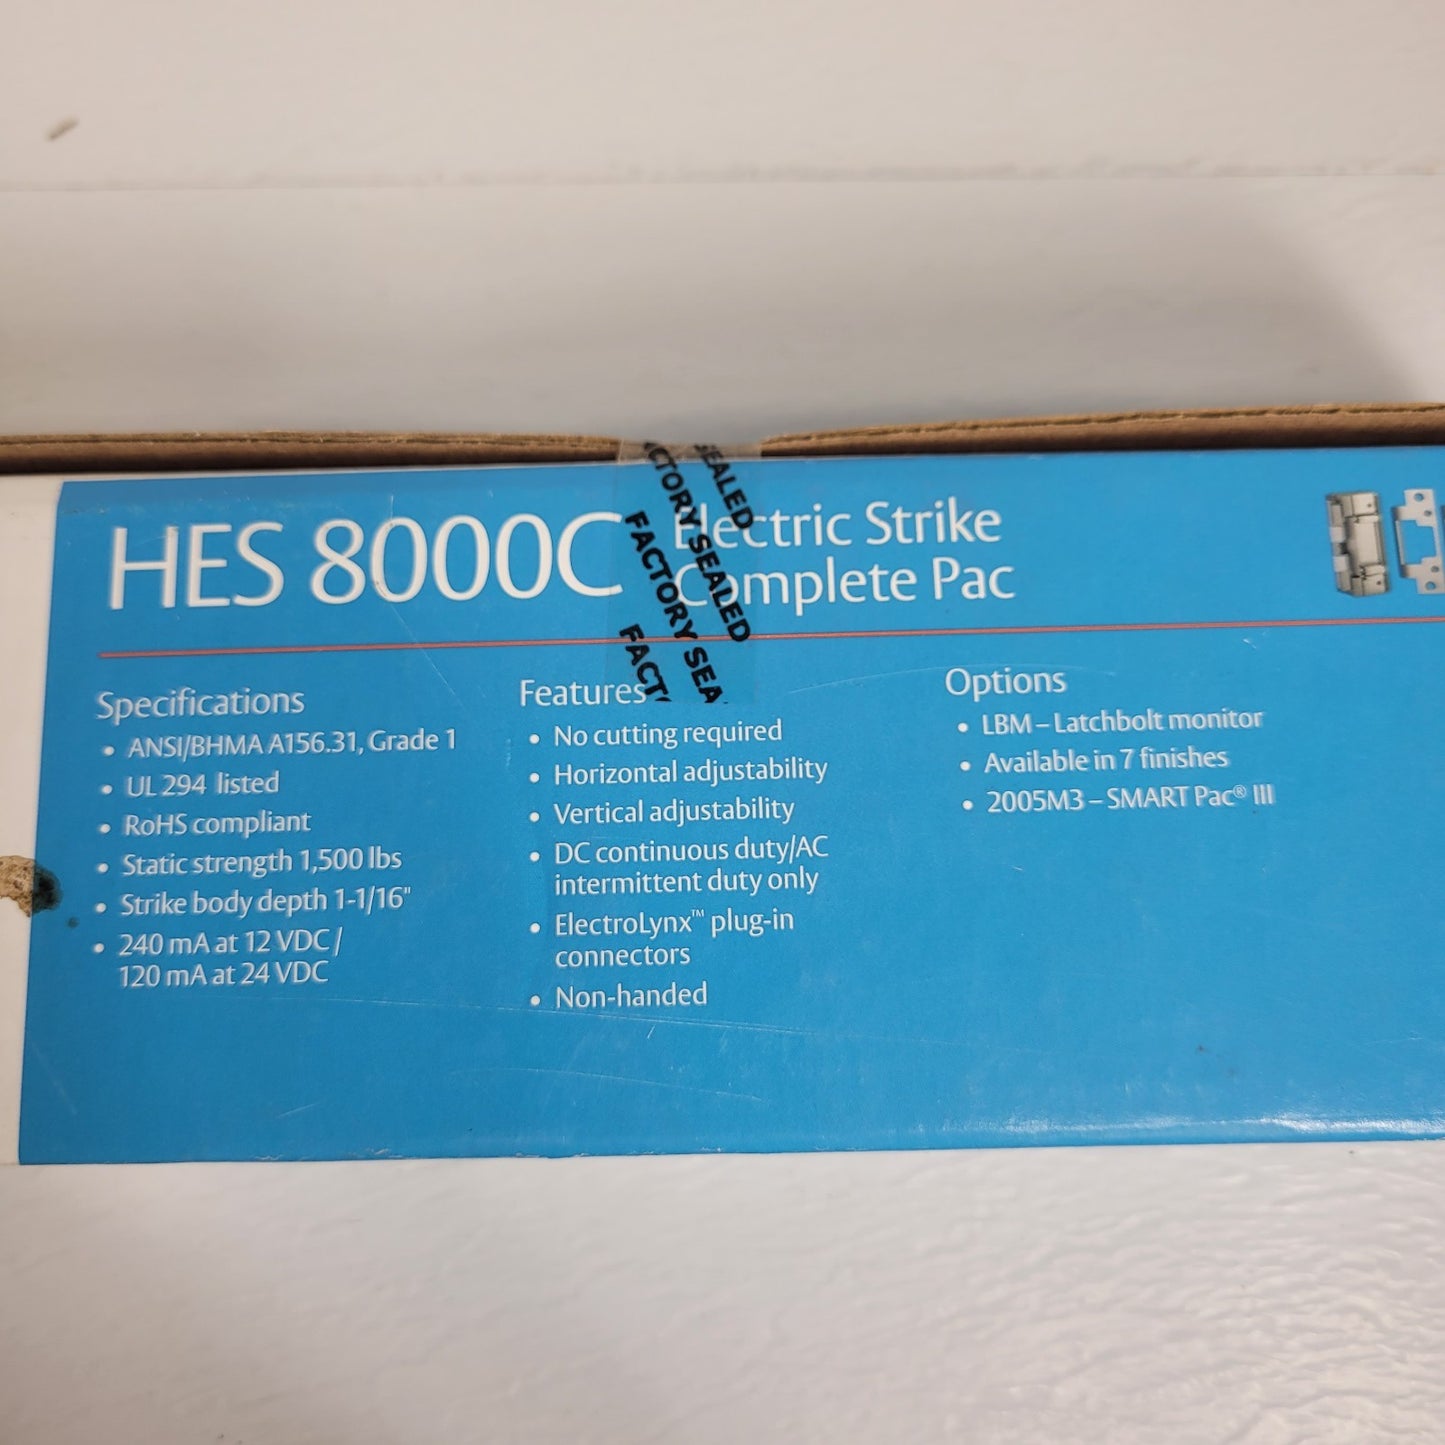 HES 8000C Electric Strike
Complete Pac
FACTORY SEALED
FACTORY SEALED
FACTORY SEA
FACT
Specifications
• ANSI/BHMA A156.31, Grade 1
• UL 294 listed
• RoHS compliant
• Static strength 1,500 lbs
• Strike body depth 1-1/16"
• 240 mA at 12 VDC /
120 mA at 24 VDC
Features
• No cutting required
• Horizontal adjustability
• Vertical adjustability
• DC continuous duty/AC
intermittent duty only
• ElectroLynx™ plug-in
connectors
• Non-handed
Options
• LBM – Latchbolt monitor
• Available in 7 finishes
• 2005M3 – SMART Pac® III